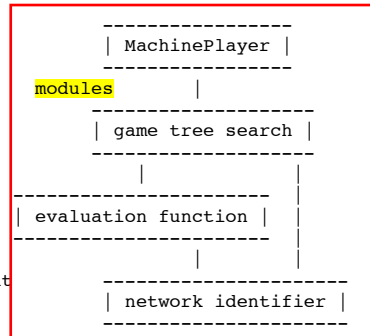 -----------------
| MachinePlayer |
-----------------
modules |
--------------------
| game tree search |
--------------------
| |
----------------------- |
| evaluation function | |
----------------------- |
| |
----------------------
| network identifier |
----------------------